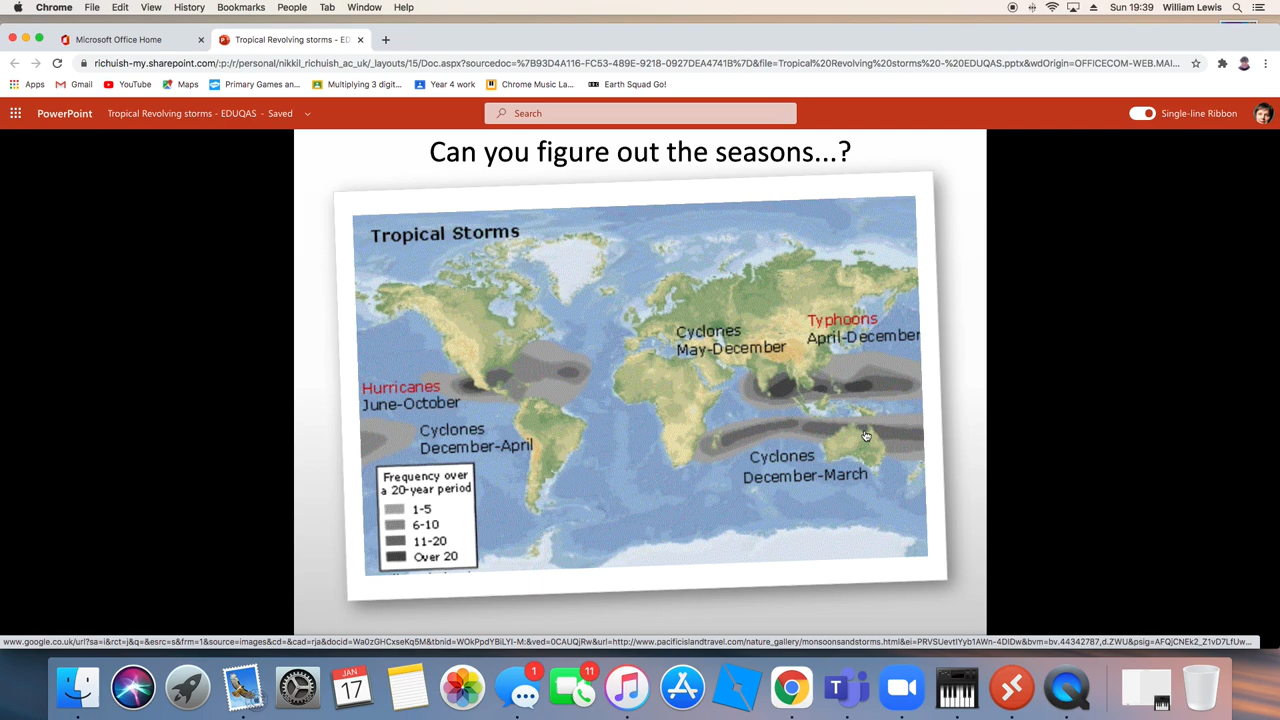 Chrome File Edit View History Bookmarks People Tab Window Help Sun 19:39 William Lewis
Microsoft Office Home Tropical Revolving storms - ED
richuish-my.sharepoint.com/:p:/r/personal/nikkil_richuish_ac_uk/_layouts/15/Doc.aspx?sourcedoc=%7B93D4A116-FC53-489E-9218-0927DEA4741B%7D&file=Tropical%20Revolving%20storms%20-%20EDUQAS.pptx&wdOrigin=OFFICECOM-WEB.MAI...
Apps Gmail YouTube Maps Primary Games an... Multiplying 3 digit... Year 4 work Chrome Music La... Earth Squad Go!
PowerPoint Tropical Revolving storms - EDUQAS - Saved Search Single-line Ribbon
Can you figure out the seasons...?
Tropical Storms
Cyclones
May-December
Typhoons
April-December
Hurricanes
June-October
Cyclones
December-April
Cyclones
December-March
Frequency over
a 20-year period
1-5
6-10
11-20
Over 20
JAN
17
1
11